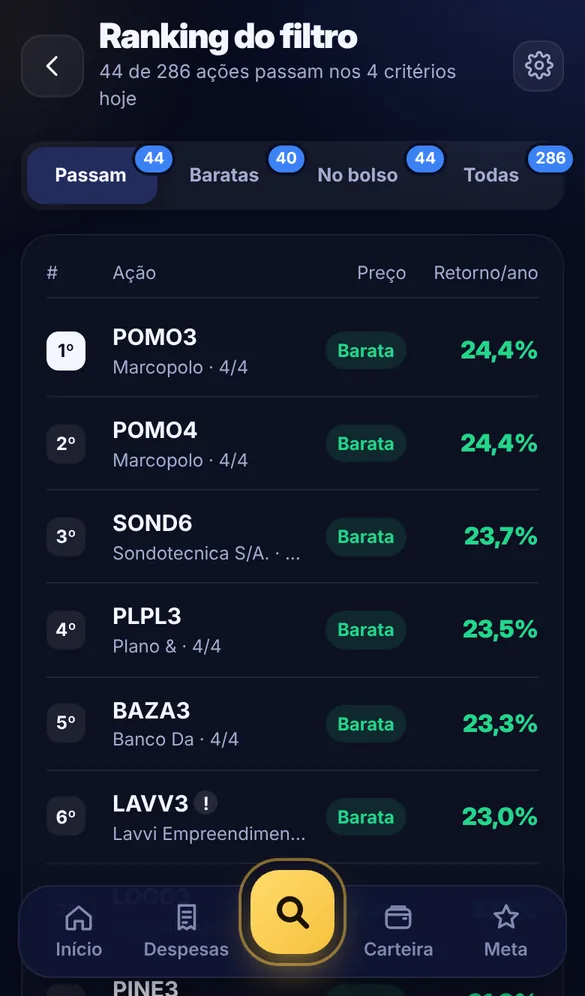 Ranking do filtro
44 de 286 ações passam nos 4 critérios
hoje
Passam 44 Baratas 40 No bolso 44 Todas 286
# Ação Preço Retorno/ano
1º POMO3 Barata 24,4%
Marcopolo · 4/4
2º POMO4 Barata 24,4%
Marcopolo · 4/4
3º SOND6 Barata 23,7%
Sondotecnica S/A. · ...
4º PLPL3 Barata 23,5%
Plano & · 4/4
5º BAZA3 Barata 23,3%
Banco Da · 4/4
6º LAVV3 ! Barata 23,0%
Lavvi Empreendimen...
LOGG3
Início Despesas Carteira Meta
PINE3